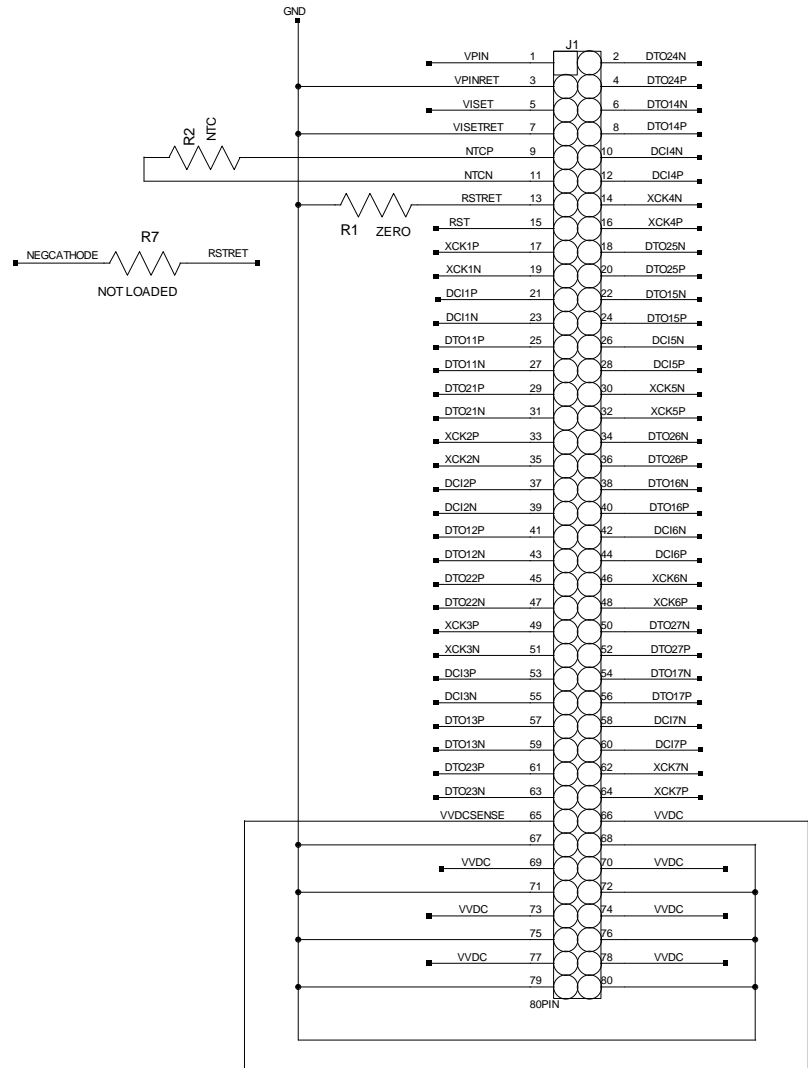 GND
J1
VPIN 1 2 DTO24N
VPINRET 3 4 DTO24P
VISET 5 6 DTO14N
VISETRET 7 8 DTO14P
R2
NTC
NTCP 9 10 DCI4N
NTCN 11 12 DCI4P
RSTRET 13 14 XCK4N
R1 ZERO
RST 15 16 XCK4P
R7
NEGCATHODE RSTRET
NOT LOADED
XCK1P 17 18 DTO25N
XCK1N 19 20 DTO25P
DCI1P 21 22 DTO15N
DCI1N 23 24 DTO15P
DTO11P 25 26 DCI5N
DTO11N 27 28 DCI5P
DTO21P 29 30 XCK5N
DTO21N 31 32 XCK5P
XCK2P 33 34 DTO26N
XCK2N 35 36 DTO26P
DCI2P 37 38 DTO16N
DCI2N 39 40 DTO16P
DTO12P 41 42 DCI6N
DTO12N 43 44 DCI6P
DTO22P 45 46 XCK6N
DTO22N 47 48 XCK6P
XCK3P 49 50 DTO27N
XCK3N 51 52 DTO27P
DCI3P 53 54 DTO17N
DCI3N 55 56 DTO17P
DTO13P 57 58 DCI7N
DTO13N 59 60 DCI7P
DTO23P 61 62 XCK7N
DTO23N 63 64 XCK7P
VVDCSENSE 65 66 VVDC
67 68
VVDC 69 70 VVDC
71 72
VVDC 73 74 VVDC
75 76
VVDC 77 78 VVDC
79 80
80PIN